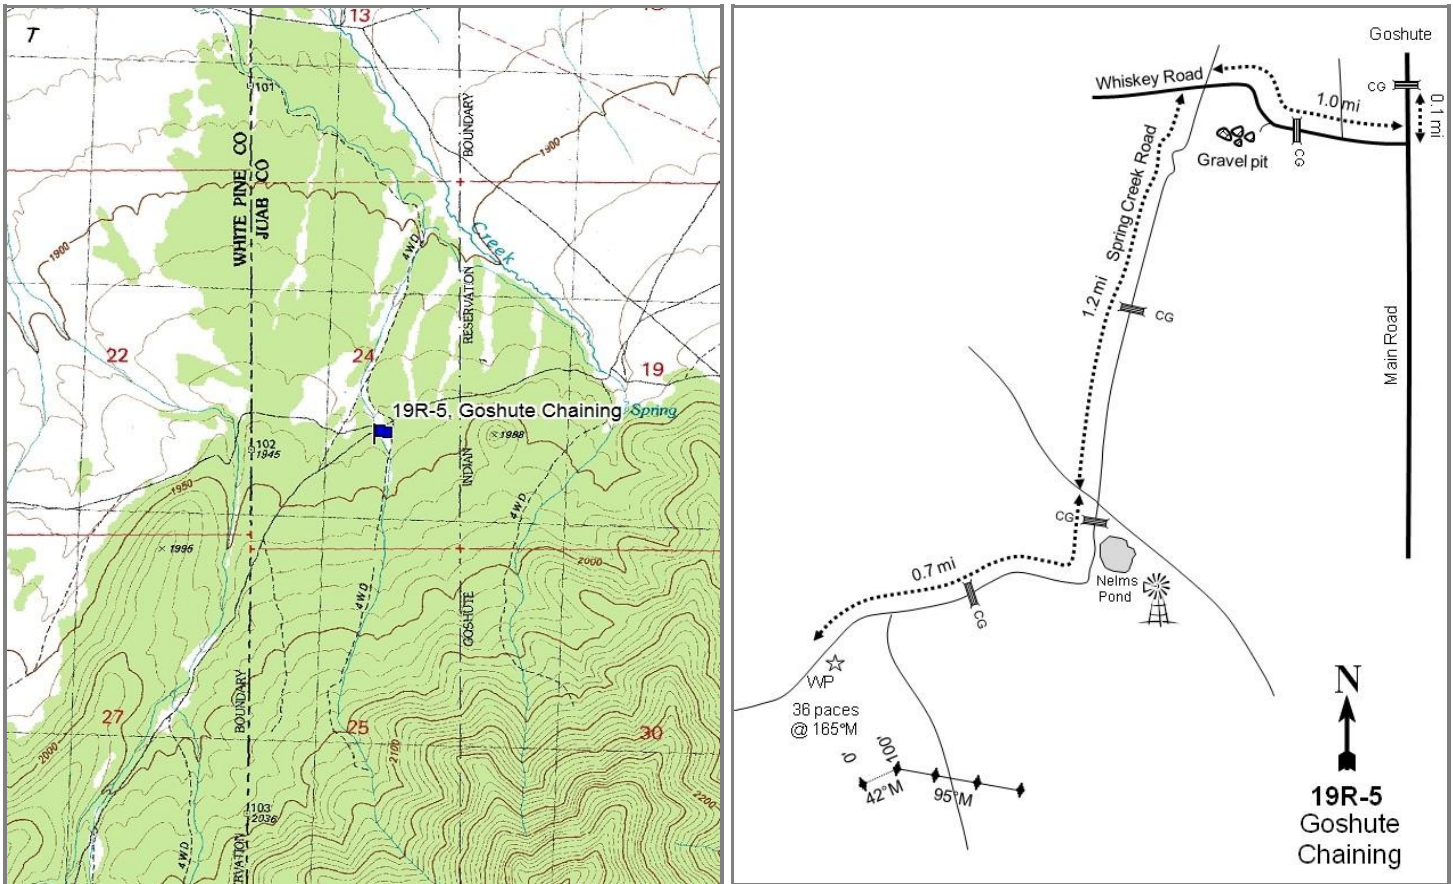 T
13
101
BOUNDARY
WHITE PINE CO
JUAB CO
1900
1900
Creek
4WD
RESERVATION
22
24
19
19R-5, Goshute Chaining
Spring
1988
102
1945
INDIAN
1950
4WD
1995
2000
4WD
GOSHUTE
BOUNDARY
27
25
30
2000
2100
2200
103
2036
4WD
RVATION
Goshute
Whiskey Road
CG
1.0 mi
0.1 mi
CG
Gravel pit
Spring Creek Road
1.2 mi
CG
Main Road
CG
0.7 mi
Nelms
Pond
CG
WP
36 paces
@ 165°M
0'
100'
42°M
95°M
N
19R-5
Goshute
Chaining